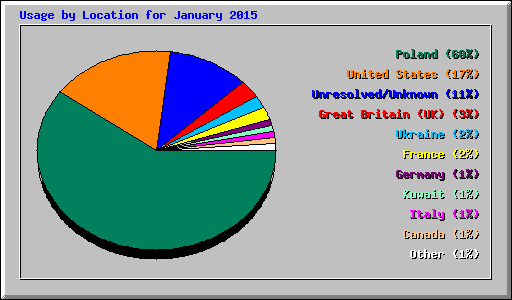 Usage by Location for January 2015
Poland (60%)
United States (17%)
Unresolved/Unknown (11%)
Great Britain (UK) (3%)
Ukraine (2%)
France (2%)
Germany (1%)
Kuwait (1%)
Italy (1%)
Canada (1%)
Other (1%)